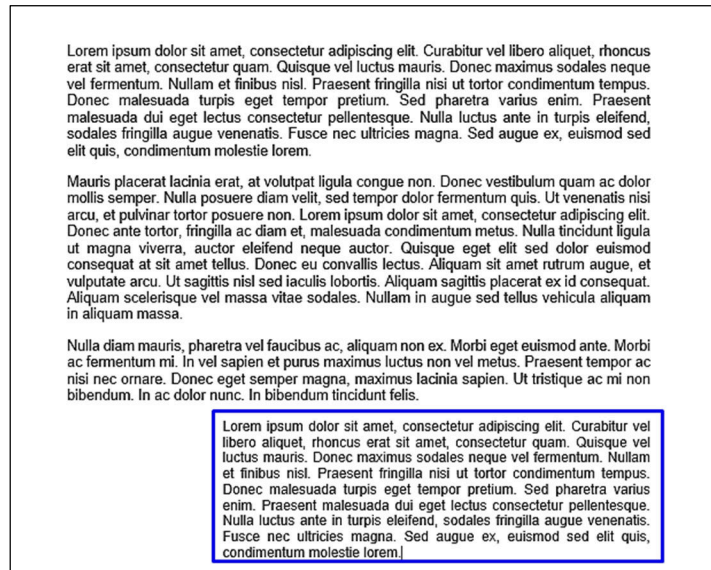 Lorem ipsum dolor sit amet, consectetur adipiscing elit. Curabitur vel libero aliquet, rhoncus
erat sit amet, consectetur quam. Quisque vel luctus mauris. Donec maximus sodales neque
vel fermentum. Nullam et finibus nisl. Praesent fringilla nisi ut tortor condimentum tempus.
Donec malesuada turpis eget tempor pretium. Sed pharetra varius enim. Praesent
malesuada dui eget lectus consectetur pellentesque. Nulla luctus ante in turpis eleifend,
sodales fringilla augue venenatis. Fusce nec ultricies magna. Sed augue ex, euismod sed
elit quis, condimentum molestie lorem.
Mauris placerat lacinia erat, at volutpat ligula congue non. Donec vestibulum quam ac dolor
mollis semper. Nulla posuere diam velit, sed tempor dolor fermentum quis. Ut venenatis nisi
arcu, et pulvinar tortor posuere non. Lorem ipsum dolor sit amet, consectetur adipiscing elit.
Donec ante tortor, fringilla ac diam et, malesuada condimentum metus. Nulla tincidunt ligula
ut magna viverra, auctor eleifend neque auctor. Quisque eget elit sed dolor euismod
consequat at sit amet tellus. Donec eu convallis lectus. Aliquam sit amet rutrum augue, et
vulputate arcu. Ut sagittis nisl sed iaculis lobortis. Aliquam sagittis placerat ex id consequat.
Aliquam scelerisque vel massa vitae sodales. Nullam in augue sed tellus vehicula aliquam
in aliquam massa.
Nulla diam mauris, pharetra vel faucibus ac, aliquam non ex. Morbi eget euismod ante. Morbi
ac fermentum mi. In vel sapien et purus maximus luctus non vel metus. Praesent tempor ac
nisi nec ornare. Donec eget semper magna, maximus lacinia sapien. Ut tristique ac mi non
bibendum. In ac dolor nunc. In bibendum tincidunt felis.
Lorem ipsum dolor sit amet, consectetur adipiscing elit. Curabitur vel
libero aliquet, rhoncus erat sit amet, consectetur quam. Quisque vel
luctus mauris. Donec maximus sodales neque vel fermentum. Nullam
et finibus nisl. Praesent fringilla nisi ut tortor condimentum tempus.
Donec malesuada turpis eget tempor pretium. Sed pharetra varius
enim. Praesent malesuada dui eget lectus consectetur pellentesque.
Nulla luctus ante in turpis eleifend, sodales fringilla augue venenatis.
Fusce nec ultricies magna. Sed augue ex, euismod sed elit quis,
condimentum molestie lorem.